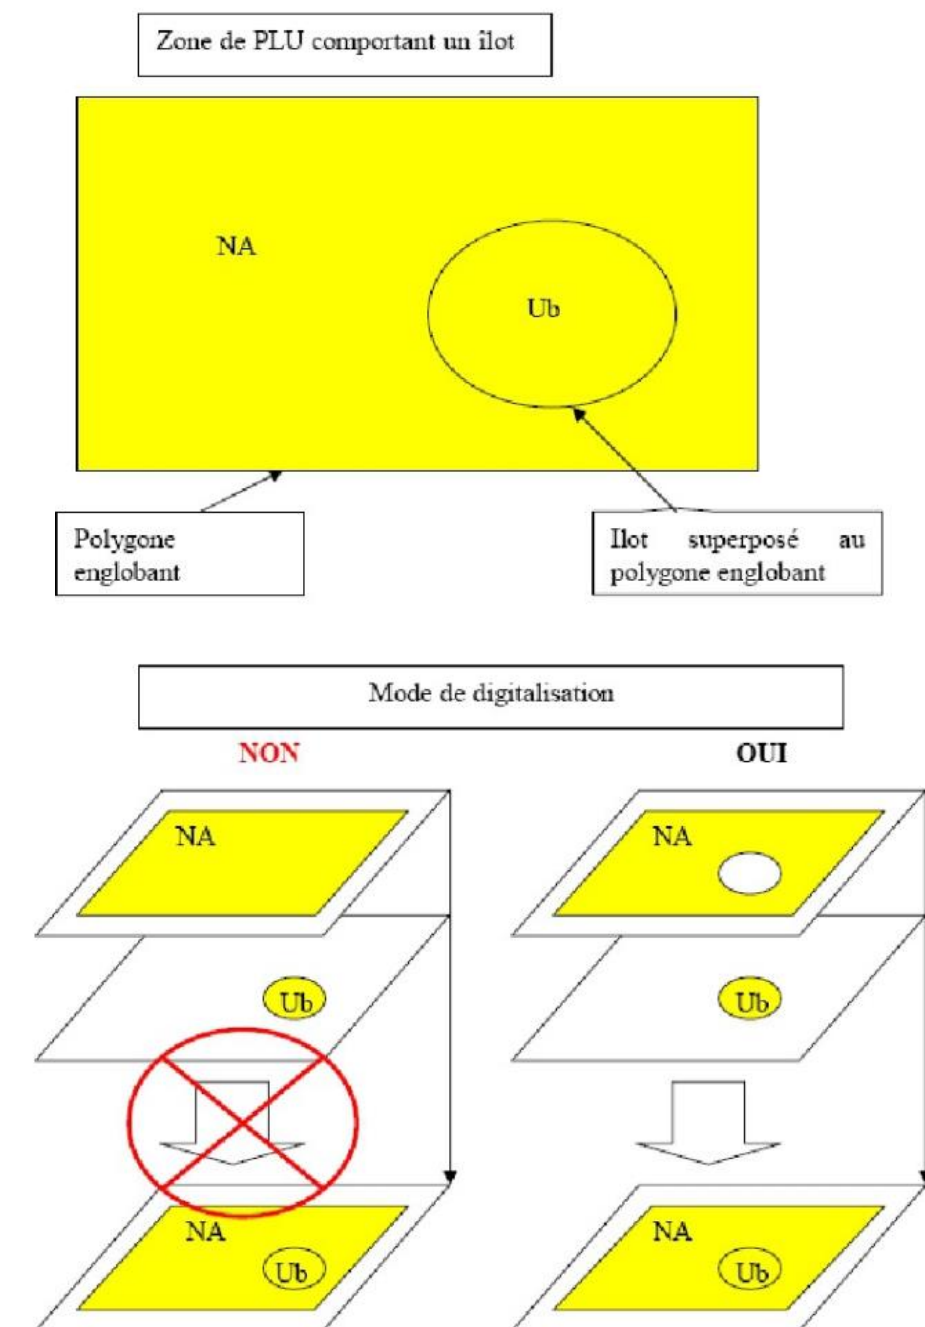 Zone de PLU comportant un îlot
NA
Ub
Polygone
englobant
Ilot superposé au
polygone englobant
Mode de digitalisation
NON
OUI
NA
NA
Ub
Ub
NA
NA
Ub
Ub